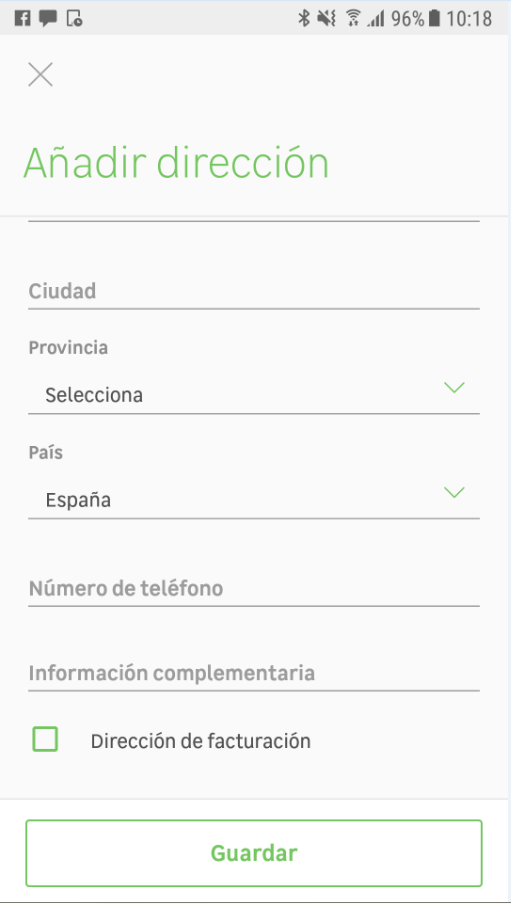 96% 10:18
Añadir dirección
Ciudad
Provincia
Selecciona
País
España
Número de teléfono
Información complementaria
Dirección de facturación
Guardar